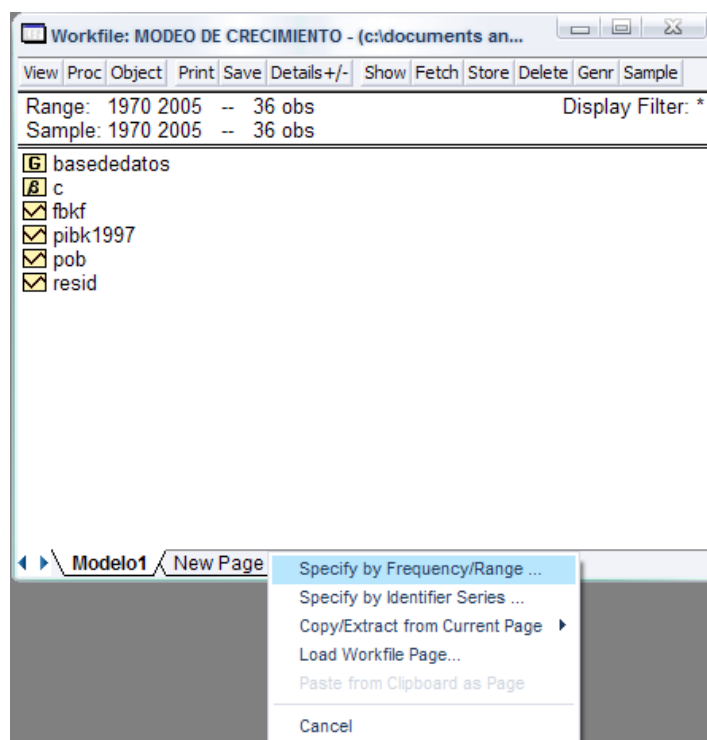 Workfile: MODEO DE CRECIMIENTO - (c:\documents an...
View Proc Object Print Save Details+/- Show Fetch Store Delete Genr Sample
Range: 1970 2005 -- 36 obs Display Filter: *
Sample: 1970 2005 -- 36 obs
G basededatos
β c
fbkf
pibk1997
pob
resid
Modelo1 New Page
Specify by Frequency/Range ...
Specify by Identifier Series ...
Copy/Extract from Current Page
Load Workfile Page...
Paste from Clipboard as Page
Cancel